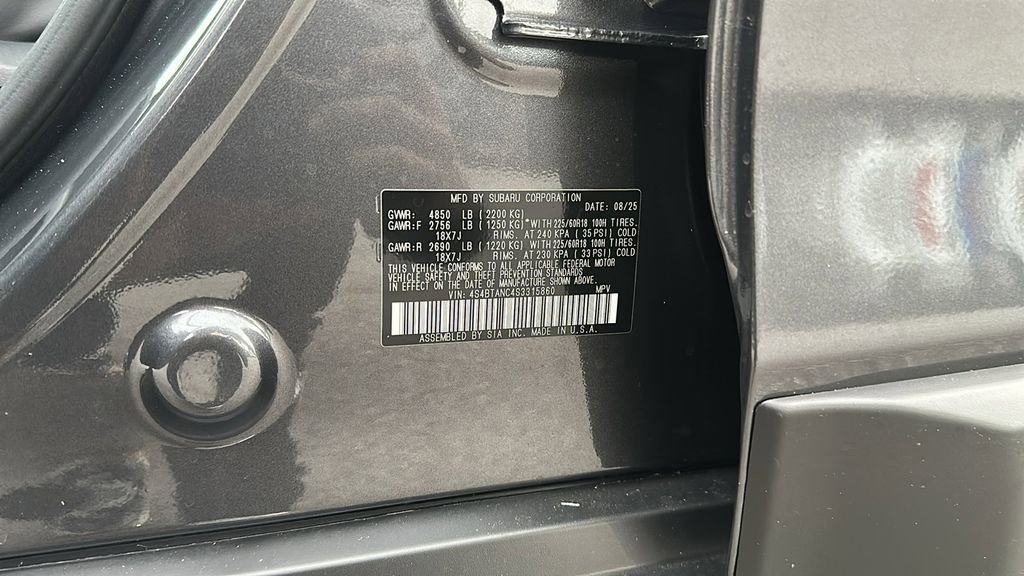 MFD BY SUBARU CORPORATION
DATE: 08/25
GVWR: 4850 LB (2200 KG)
GAWR:F 2756 LB (1250 KG) WITH 225/60R18 100H TIRES.
18X7J RIMS. AT 240 KPA (35 PSI) COLD
GAWR:R 2690 LB (1220 KG) WITH 225/60R18 100H TIRES.
18X7J RIMS. AT 230 KPA (33 PSI) COLD
THIS VEHICLE CONFORMS TO ALL APPLICABLE FEDERAL MOTOR
VEHICLE SAFETY AND THEFT PREVENTION STANDARDS
IN EFFECT ON THE DATE OF MANUFACTURE SHOWN ABOVE.
VIN: 4S4BTANC4S3315860 MPV
ASSEMBLED BY SIA INC. MADE IN U.S.A.